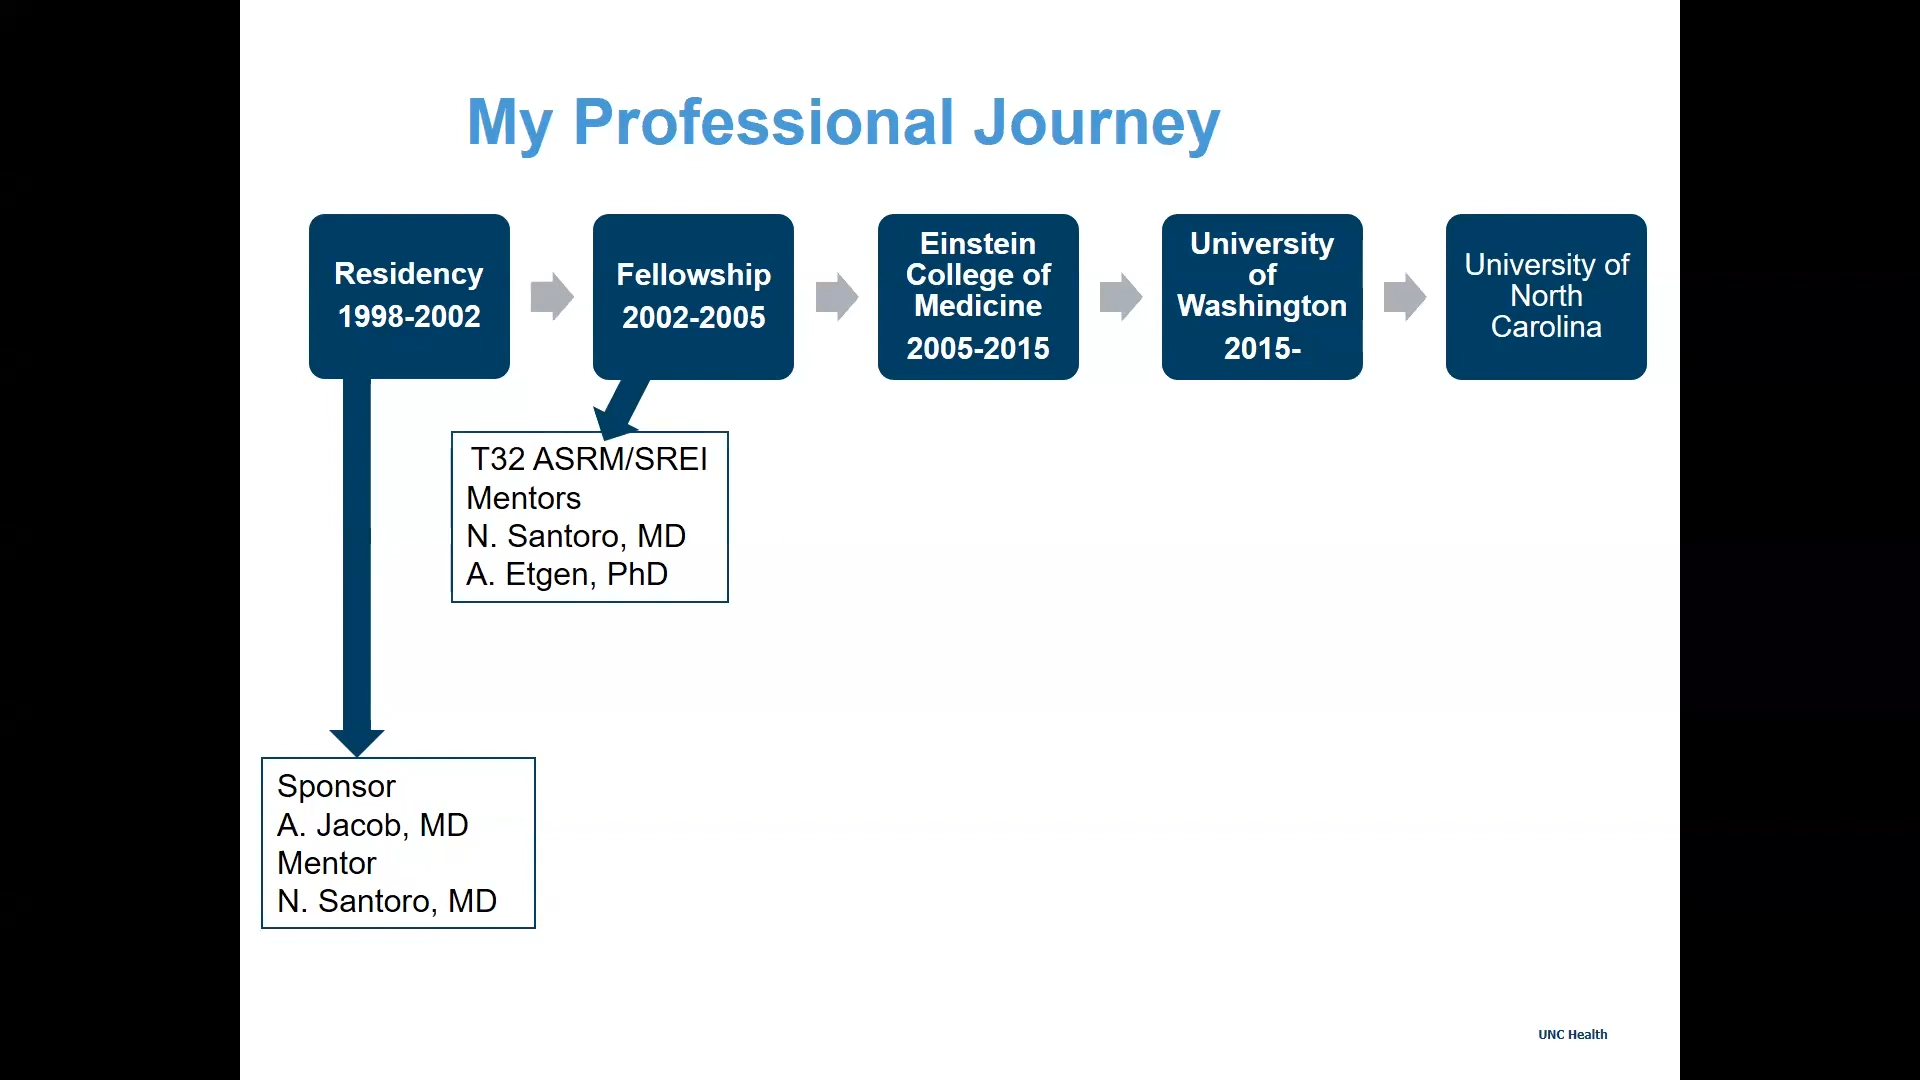 My Professional Journey
Residency
1998-2002
Fellowship
2002-2005
Einstein
College of
Medicine
2005-2015
University
of
Washington
2015-
University of
North
Carolina
T32 ASRM/SREI
Mentors
N. Santoro, MD
A. Etgen, PhD
Sponsor
A. Jacob, MD
Mentor
N. Santoro, MD
UNC Health